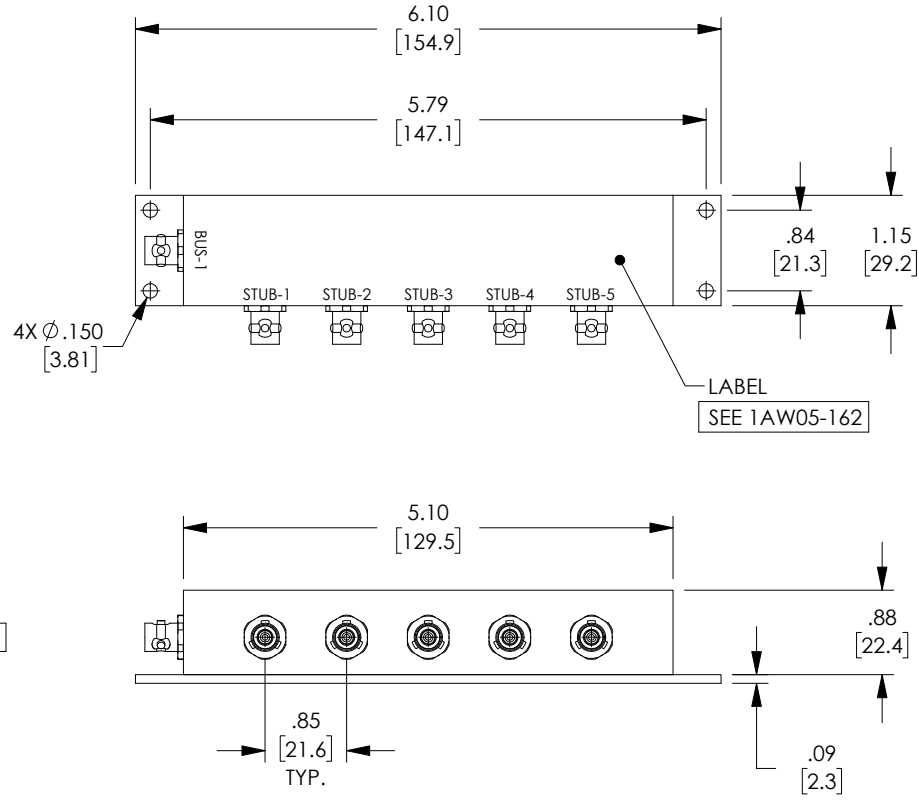 6.10
[154.9]
5.79
[147.1]
BUS-1
.84
[21.3]
1.15
[29.2]
STUB-1 STUB-2 STUB-3 STUB-4 STUB-5
4X Ø .150
[3.81]
LABEL
SEE 1AW05-162
5.10
[129.5]
.88
[22.4]
.85
[21.6]
TYP.
.09
[2.3]